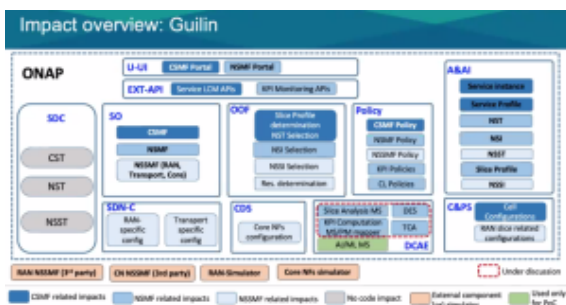 Impact overview: Guilin
ONAP
U-UI
CSMF Portal
NSMF Portal
EXT-API
Service LCM APIs
KPI Monitoring APIs
A&AI
Service Instance
Service Profile
NST
NSI
NSST
Slice Profile
NSSI
SDC
CST
NST
NSST
SO
CSMF
NSMF
NSSMF (RAN,
Transport, Core)
OOF
Slice Profile
determination
NST Selection
NSI Selection
NSSI Selection
Res. determination
Policy
CSMF Policy
NSMF Policy
NSSMF Policy
KPI Policies
CL Policies
SDN-C
RAN-
specific
config
Transport
specific
config
CDS
Core NFs
configuration
Slice Analysis MS
DES
KPI Computation
MS/PM mapper
TCA
AI/ML MS
DCAE
C&PS
Cell
Configurations
RAN slice related
configurations
RAN NSSMF (3rd party)
CN NSSMF (3rd party)
RAN-Simulator
Core NFs simulator
Under discussion
CSMF related impacts
NSMF related impacts
NSSMF related impacts
No code impact
External component
Used only
for PoC